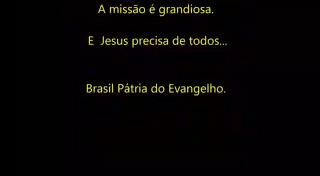 A missão é grandiosa.
E Jesus precisa de todos...
Brasil Pátria do Evangelho.